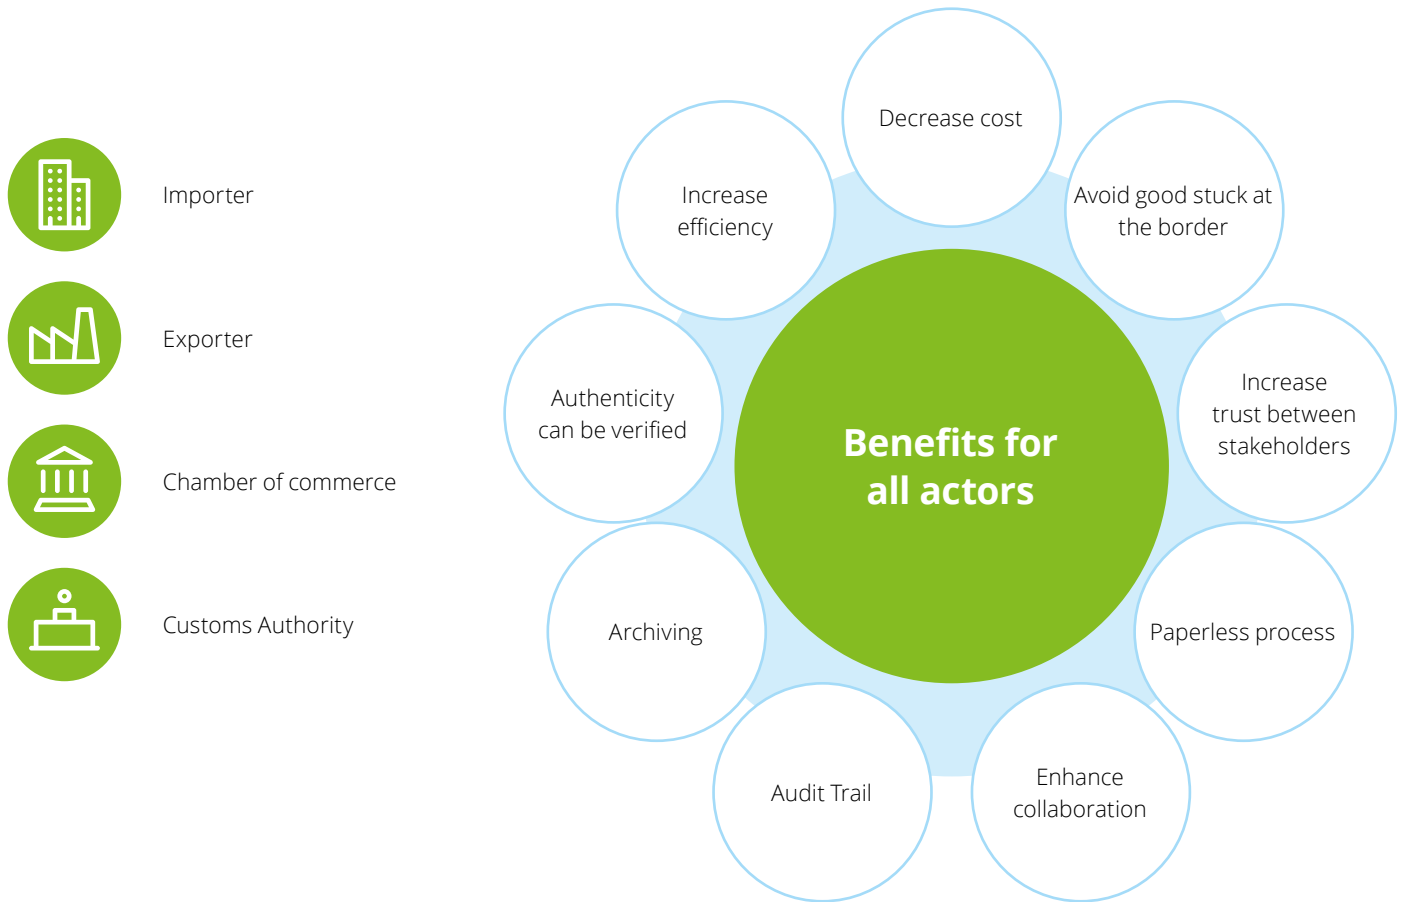 Importer
Exporter
Chamber of commerce
Customs Authority
Benefits for
all actors
Decrease cost
Avoid good stuck at
the border
Increase
trust between
stakeholders
Paperless process
Enhance
collaboration
Audit Trail
Archiving
Authenticity
can be verified
Increase
efficiency